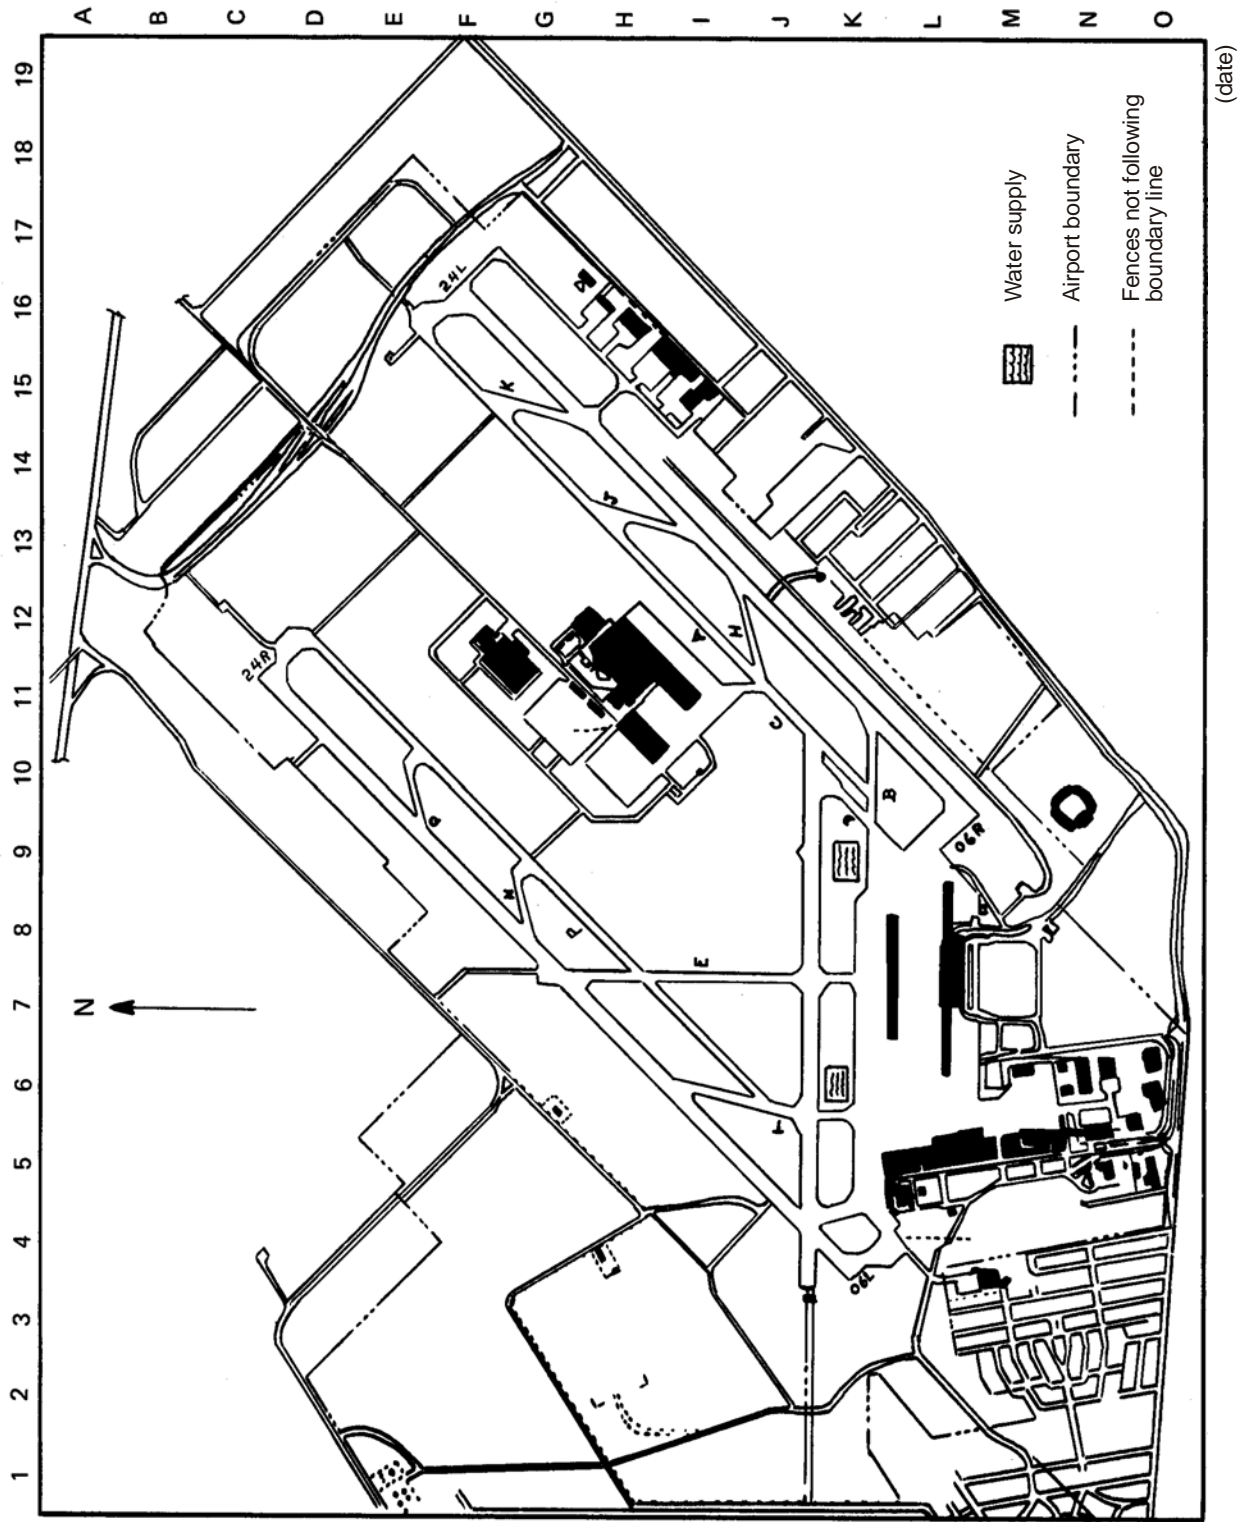 A B C D E F G H I J K L M N O
19
18
17
16
15
14
13
12
11
10
9
8
7
6
5
4
3
2
1
(date)
Water supply
Airport boundary
Fences not following
boundary line
N
24L
24R
06R
06L
K
J
A
H
C
B
P
E
T